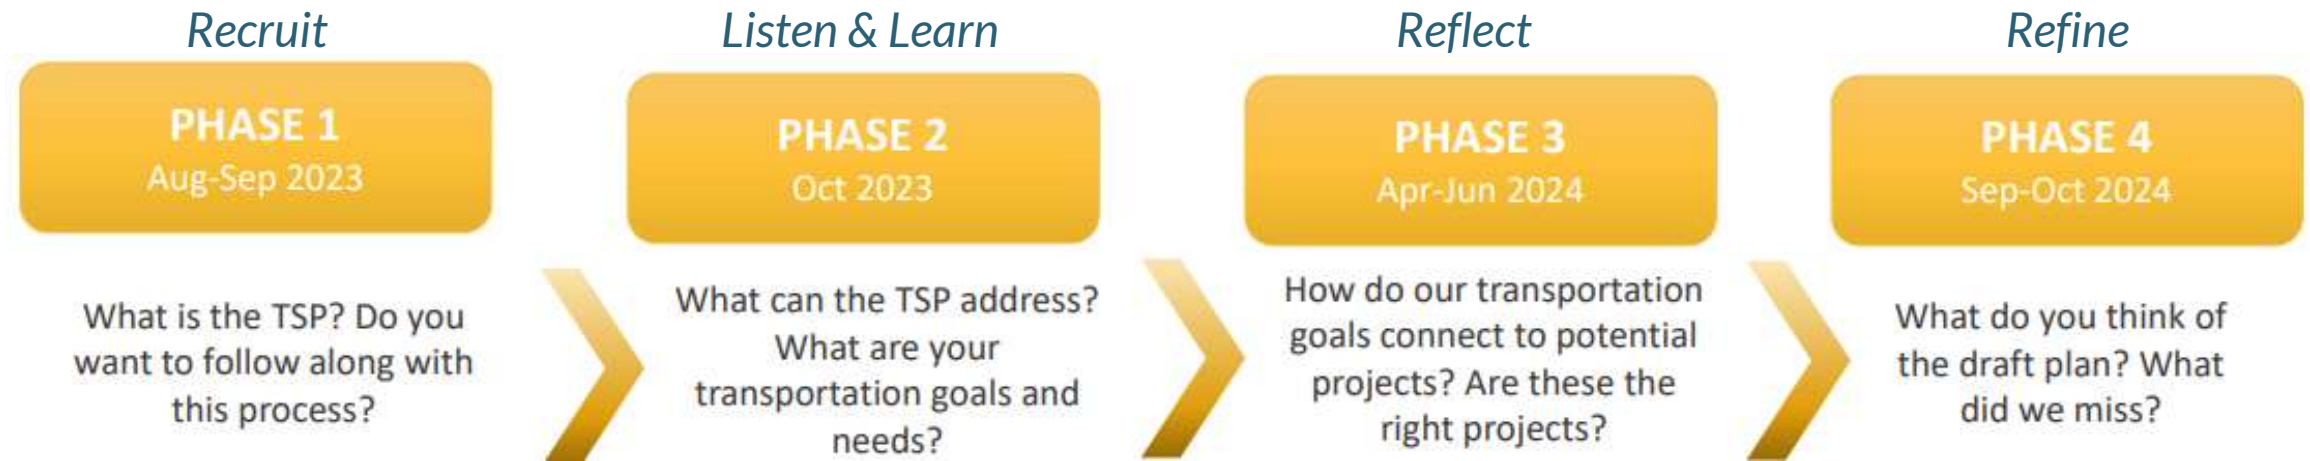 Recruit
PHASE 1
Aug-Sep 2023
What is the TSP? Do you
want to follow along with
this process?
Listen & Learn
PHASE 2
Oct 2023
What can the TSP address?
What are your
transportation goals and
needs?
Reflect
PHASE 3
Apr-Jun 2024
How do our transportation
goals connect to potential
projects? Are these the
right projects?
Refine
PHASE 4
Sep-Oct 2024
What do you think of
the draft plan? What
did we miss?